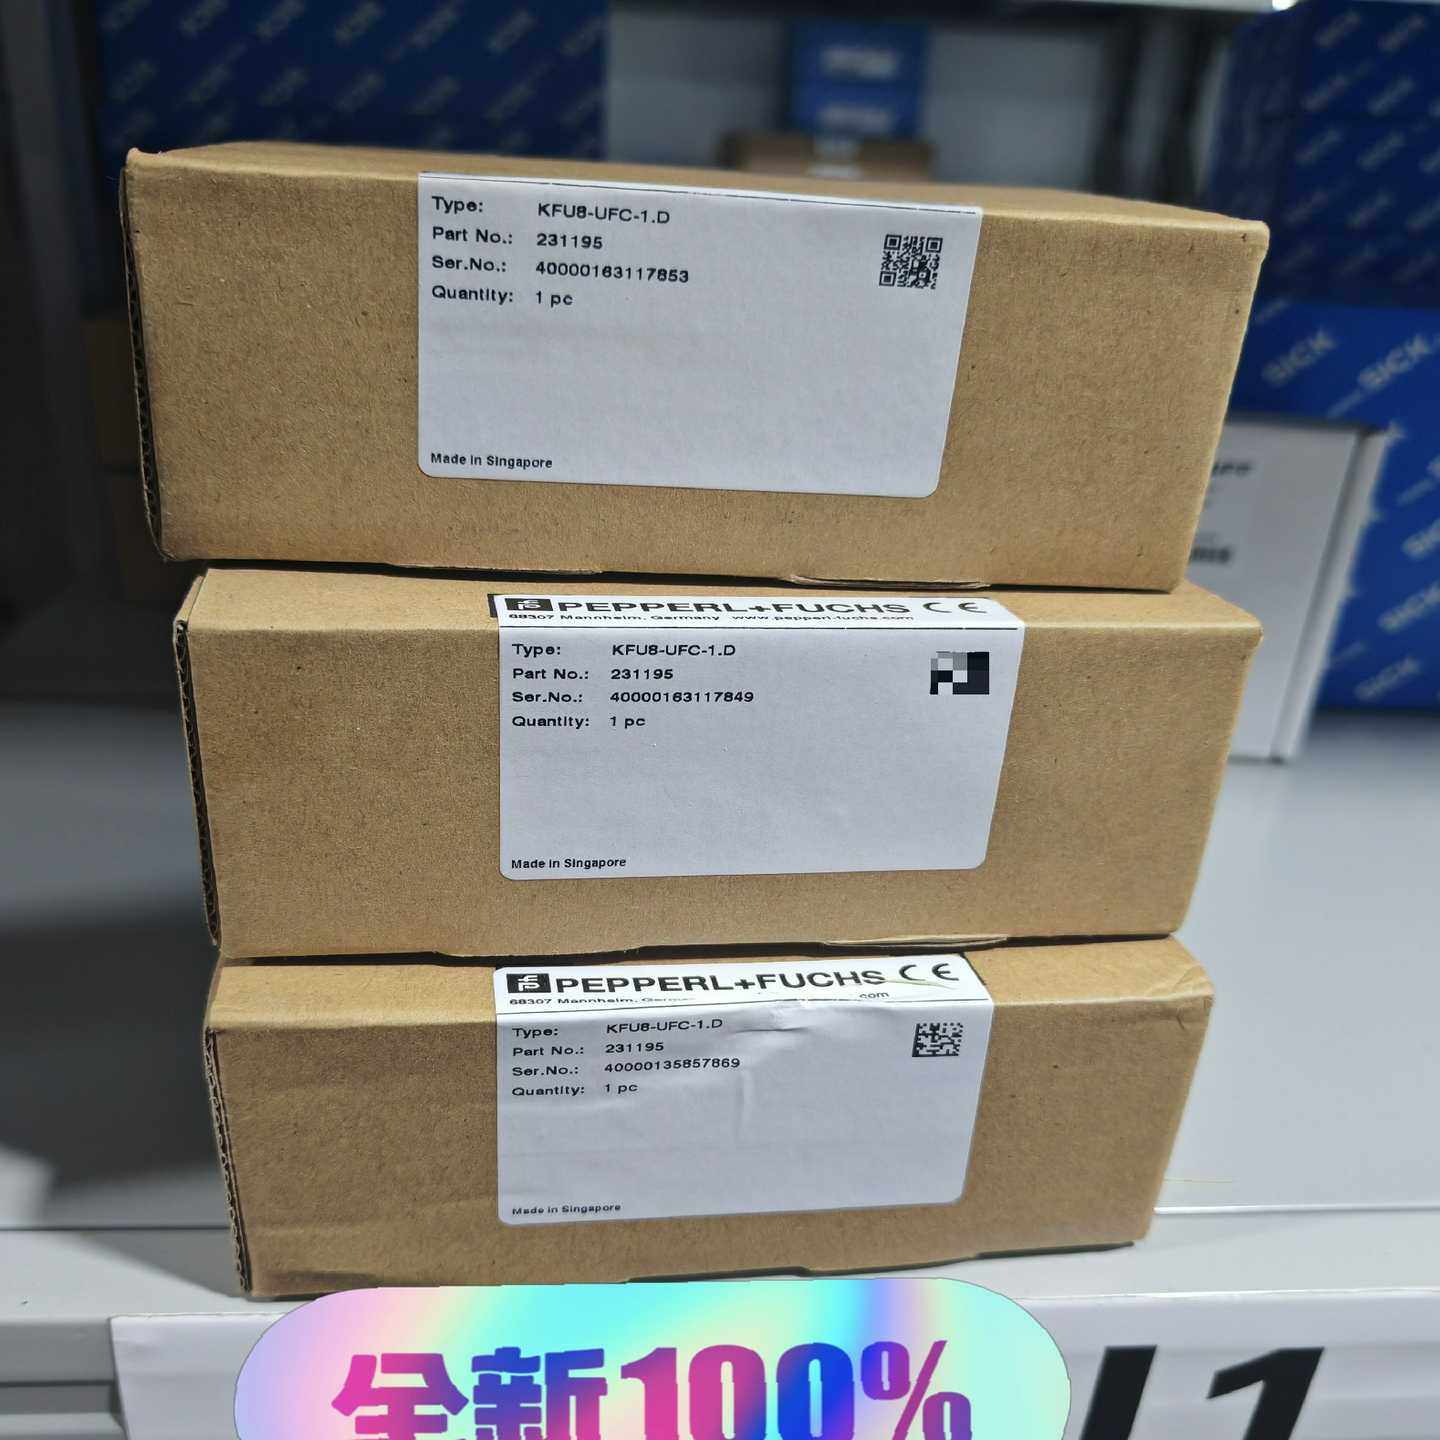 Type: KFU8-UFC-1.D
Part No.: 231195
Ser.No.: 40000163117853
Quantity: 1 pc
Made in Singapore
PEPPERL+FUCHS CE
68307 Mannheim, Germany www.pepperl-fuchs.com
Type: KFU8-UFC-1.D
Part No.: 231195
Ser.No.: 40000163117849
Quantity: 1 pc
Made in Singapore
PEPPERL+FUCHS CE
68307 Mannheim, com
Type: KFU8-UFC-1.D
Part No.: 231195
Ser.No.: 40000135857869
Quantity: 1 pc
Made in Singapore
SICK
SICK
SICK
SICK
全新100%